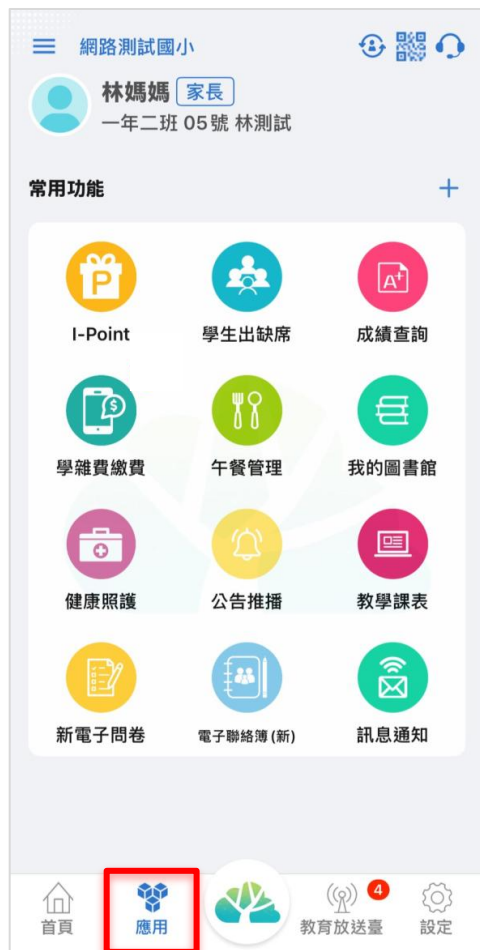 網路測試國小
林媽媽 家長
一年二班 05號 林測試
常用功能
P
A+
I-Point
學生出缺席
成績查詢
$
學雜費繳費
午餐管理
我的圖書館
健康照護
公告推播
教學課表
新電子問卷
電子聯絡簿(新)
訊息通知
4
首頁
應用
教育放送臺
設定